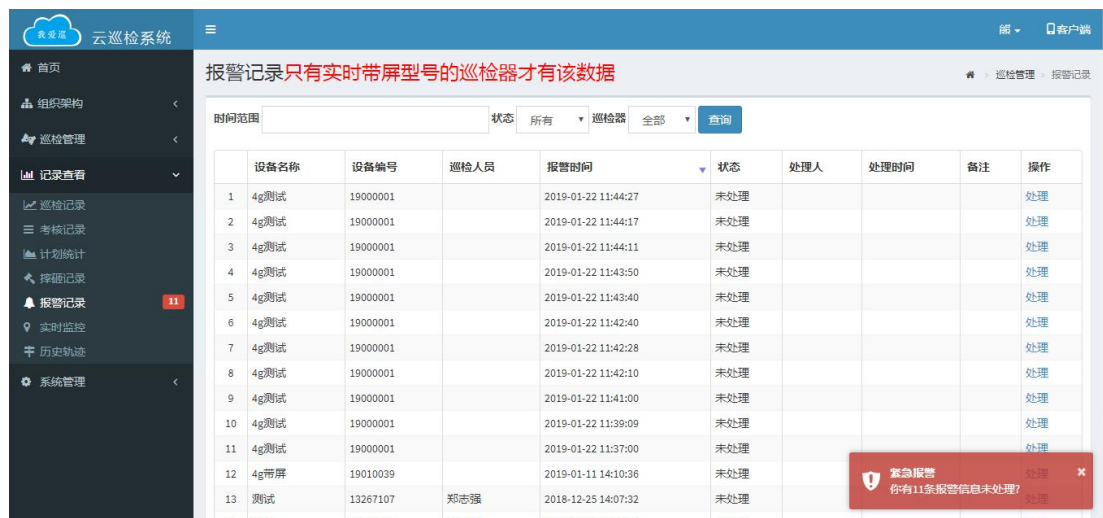 我爱巡 云巡检系统
熊 客户端
首页
组织架构
巡检管理
记录查看
巡检记录
考核记录
计划统计
摔砸记录
报警记录 11
实时监控
历史轨迹
系统管理
报警记录只有实时带屏型号的巡检器才有该数据
巡检管理 报警记录
时间范围 状态 所有 巡检器 全部 查询
设备名称 设备编号 巡检人员 报警时间 状态 处理人 处理时间 备注 操作
1 4g测试 19000001 2019-01-22 11:44:27 未处理 处理
2 4g测试 19000001 2019-01-22 11:44:17 未处理 处理
3 4g测试 19000001 2019-01-22 11:44:11 未处理 处理
4 4g测试 19000001 2019-01-22 11:43:50 未处理 处理
5 4g测试 19000001 2019-01-22 11:43:40 未处理 处理
6 4g测试 19000001 2019-01-22 11:42:40 未处理 处理
7 4g测试 19000001 2019-01-22 11:42:28 未处理 处理
8 4g测试 19000001 2019-01-22 11:42:10 未处理 处理
9 4g测试 19000001 2019-01-22 11:41:00 未处理 处理
10 4g测试 19000001 2019-01-22 11:39:09 未处理 处理
11 4g测试 19000001 2019-01-22 11:37:00 未处理 处理
12 4g带屏 19010039 2019-01-11 14:10:36 未处理 处理
13 测试 13267107 郑志强 2018-12-25 14:07:32 未处理 处理
紧急报警
你有11条报警信息未处理?